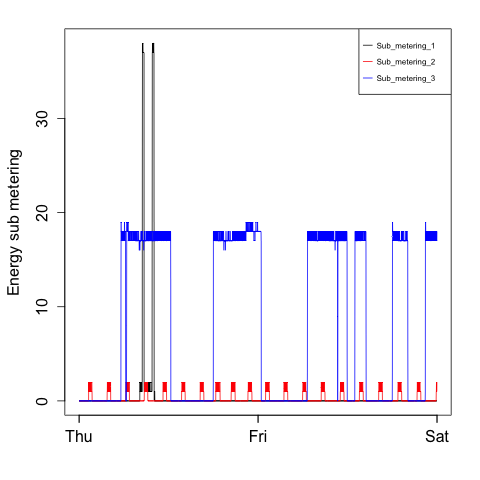 Sub_metering_1
Sub_metering_2
Sub_metering_3
Energy sub metering
30
20
10
0
Thu Fri Sat